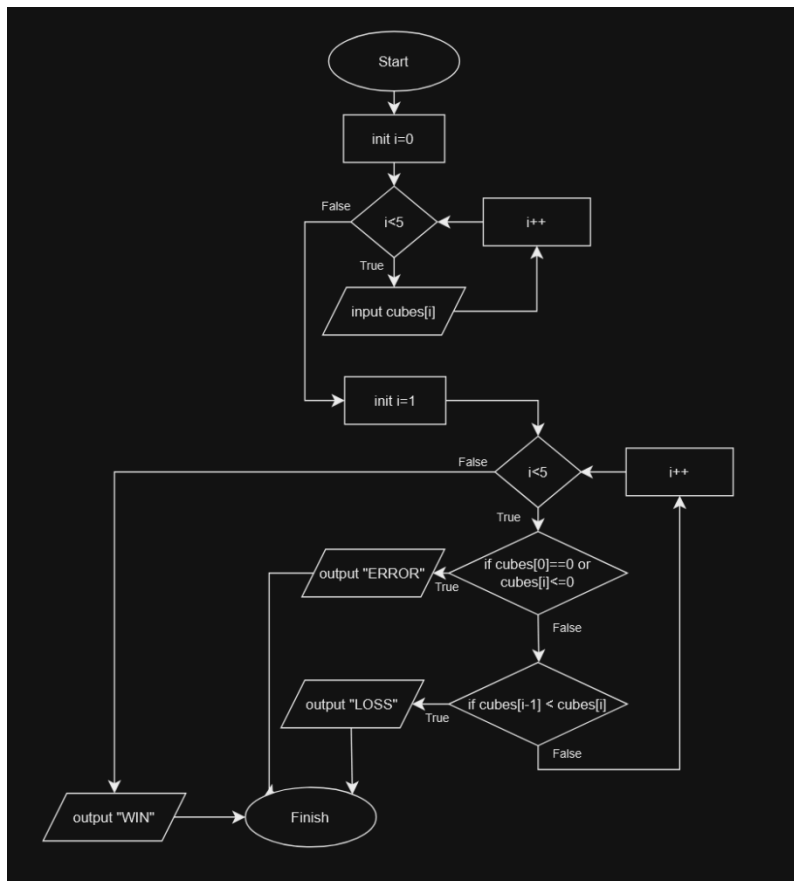 Start
init i=0
False
i<5
i++
True
input cubes[i]
init i=1
False
i<5
i++
True
if cubes[0]==0 or
cubes[i]<=0
output "ERROR"
True
False
output "LOSS"
if cubes[i-1] < cubes[i]
True
False
output "WIN"
Finish